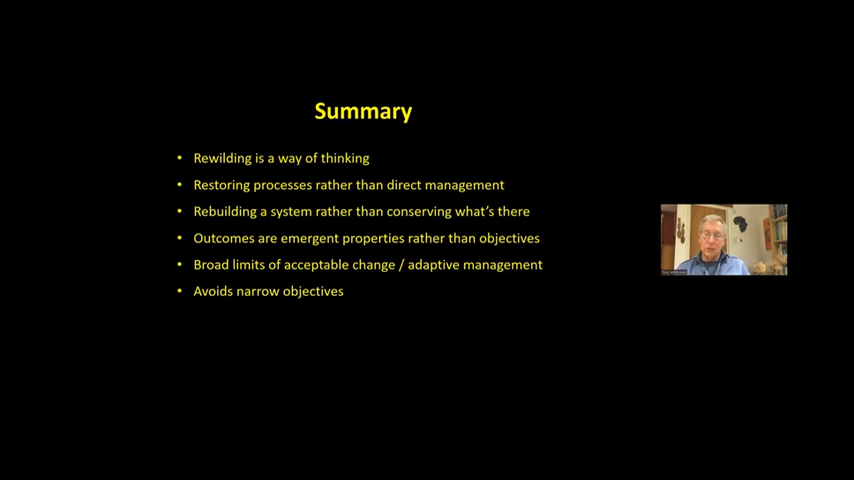 Summary
• Rewilding is a way of thinking
• Restoring processes rather than direct management
• Rebuilding a system rather than conserving what's there
• Outcomes are emergent properties rather than objectives
• Broad limits of acceptable change / adaptive management
• Avoids narrow objectives